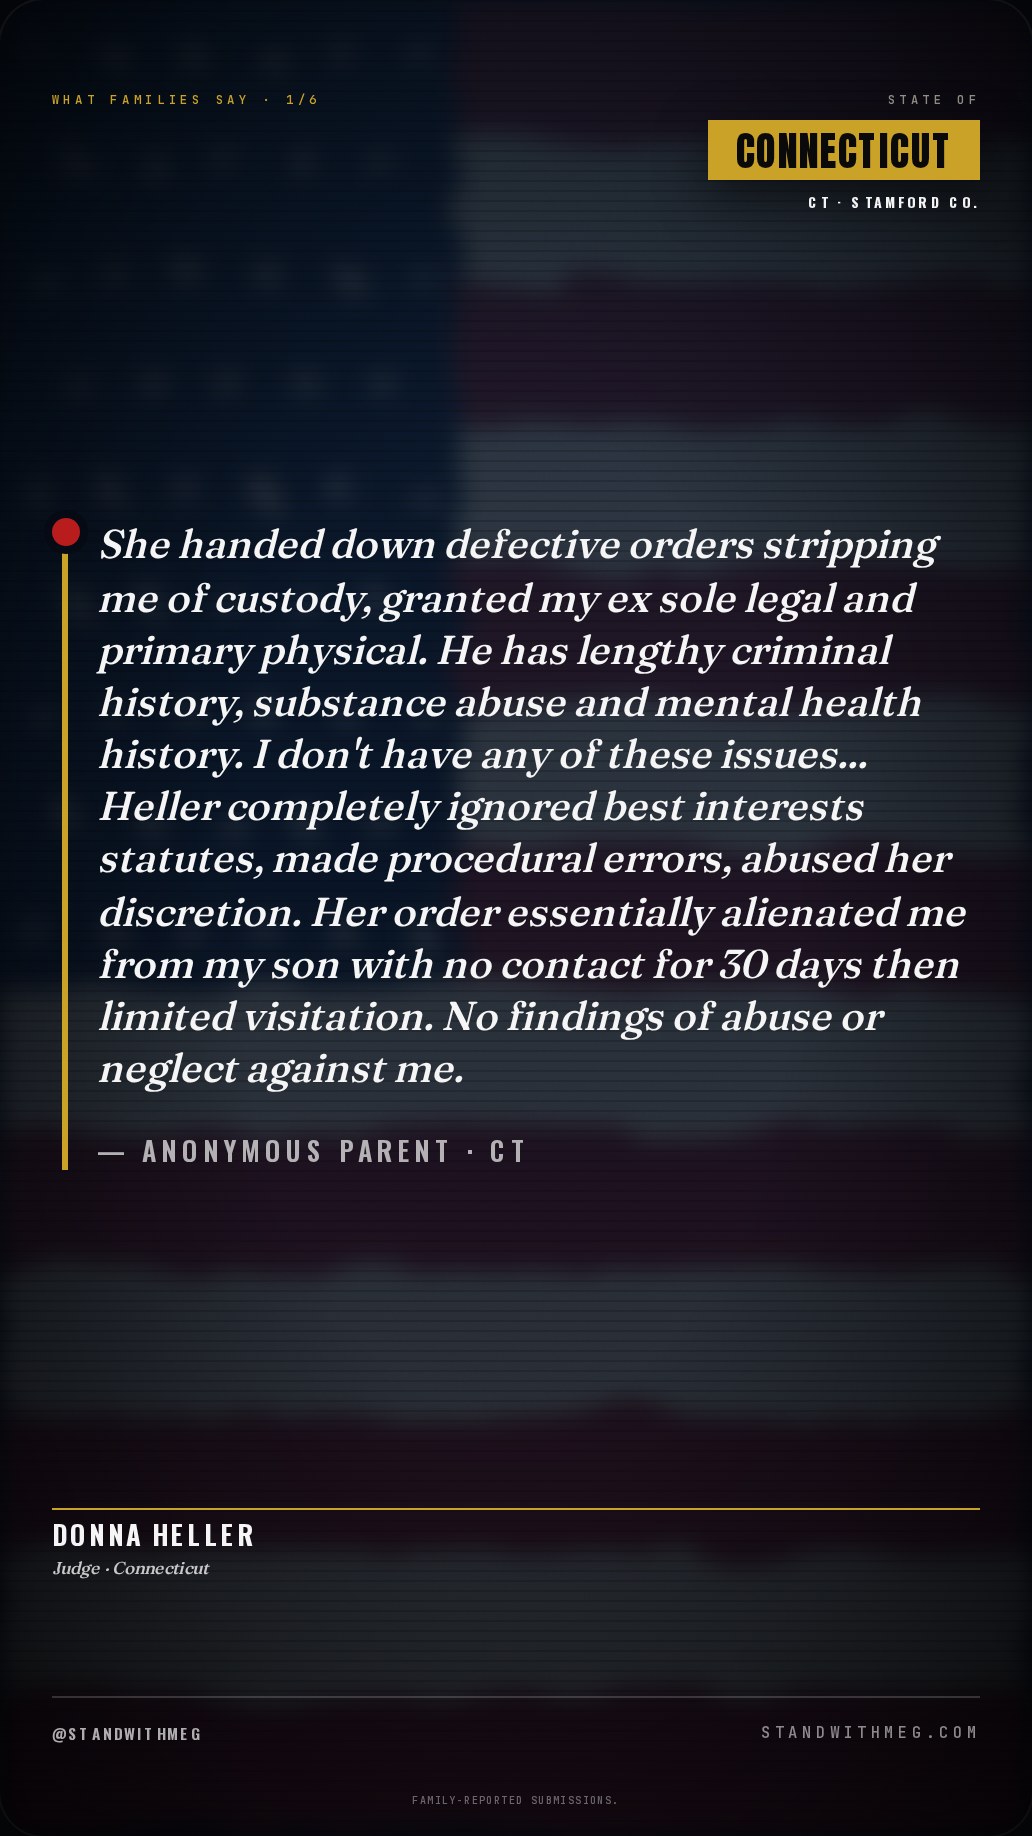 WHAT FAMILIES SAY · 1/6
STATE OF
CONNECTICUT
CT · STAMFORD CO.
She handed down defective orders stripping
me of custody, granted my ex sole legal and
primary physical. He has lengthy criminal
history, substance abuse and mental health
history. I don't have any of these issues...
Heller completely ignored best interests
statutes, made procedural errors, abused her
discretion. Her order essentially alienated me
from my son with no contact for 30 days then
limited visitation. No findings of abuse or
neglect against me.
— ANONYMOUS PARENT · CT
DONNA HELLER
Judge · Connecticut
@STANDWITHMEG
STANDWITHMEG.COM
FAMILY-REPORTED SUBMISSIONS.